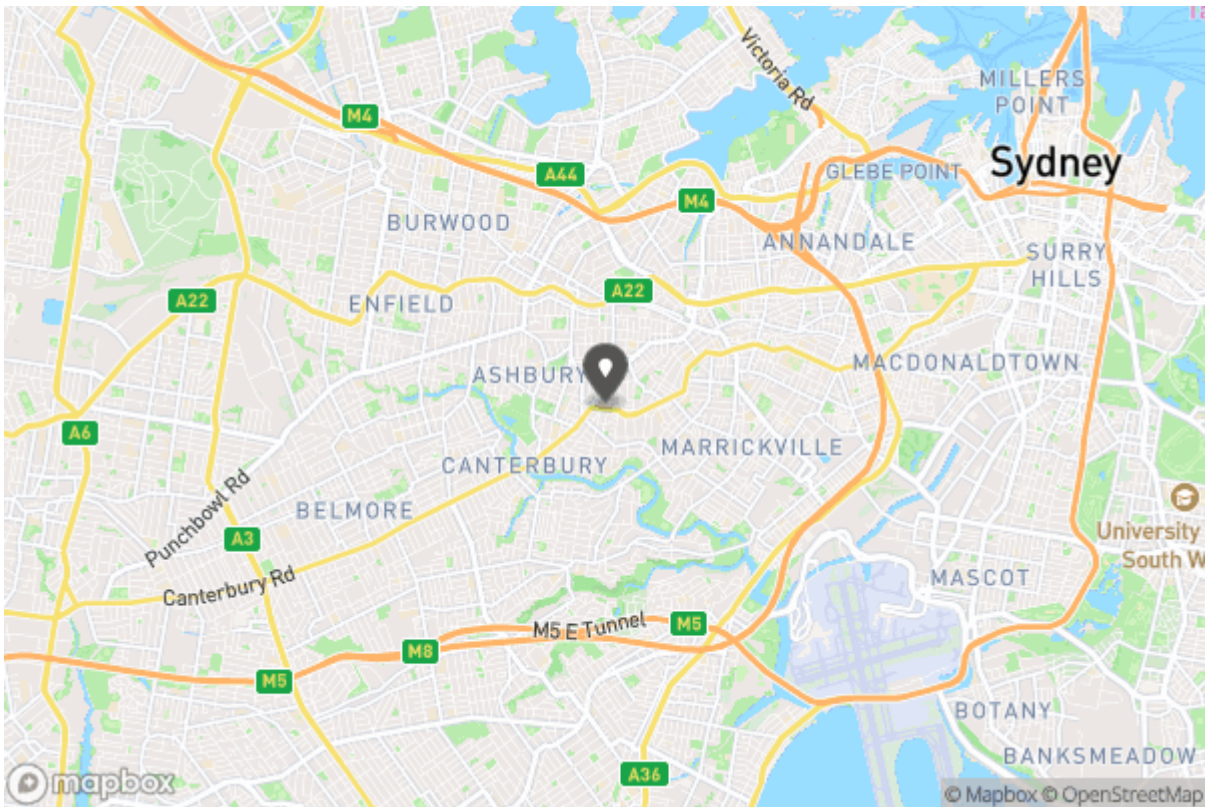 Ta
Victoria Rd
MILLERS
POINT
M4
Sydney
A44
GLEBE POINT
M4
BURWOOD
ANNANDALE
SURRY
HILLS
A22
A22
ENFIELD
MACDONALDTOWN
ASHBURY
A6
MARRICKVILLE
CANTERBURY
Punchbowl Rd
BELMORE
University
South W
A3
Canterbury Rd
MASCOT
M5 E Tunnel
M5
M8
M5
BOTANY
BANKSMEADOW
A36
mapbox
© Mapbox © OpenStreetMap